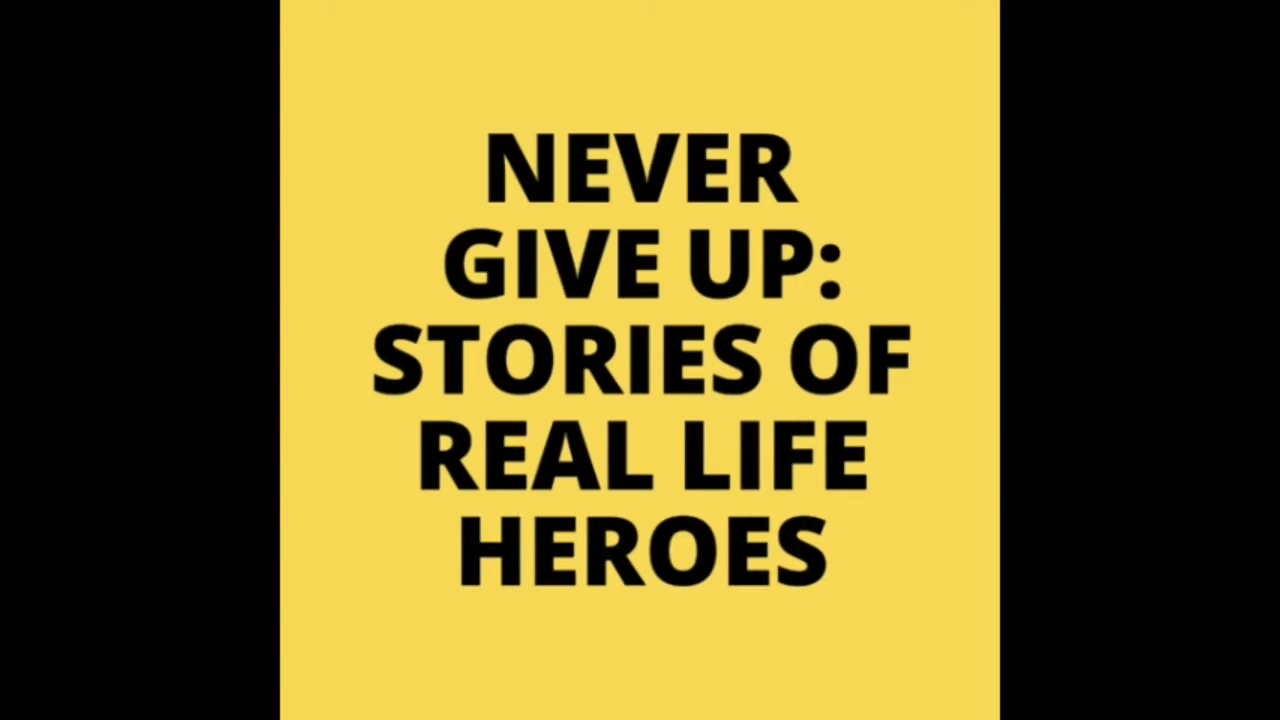 NEVER
GIVE UP:
STORIES OF
REAL LIFE
HEROES